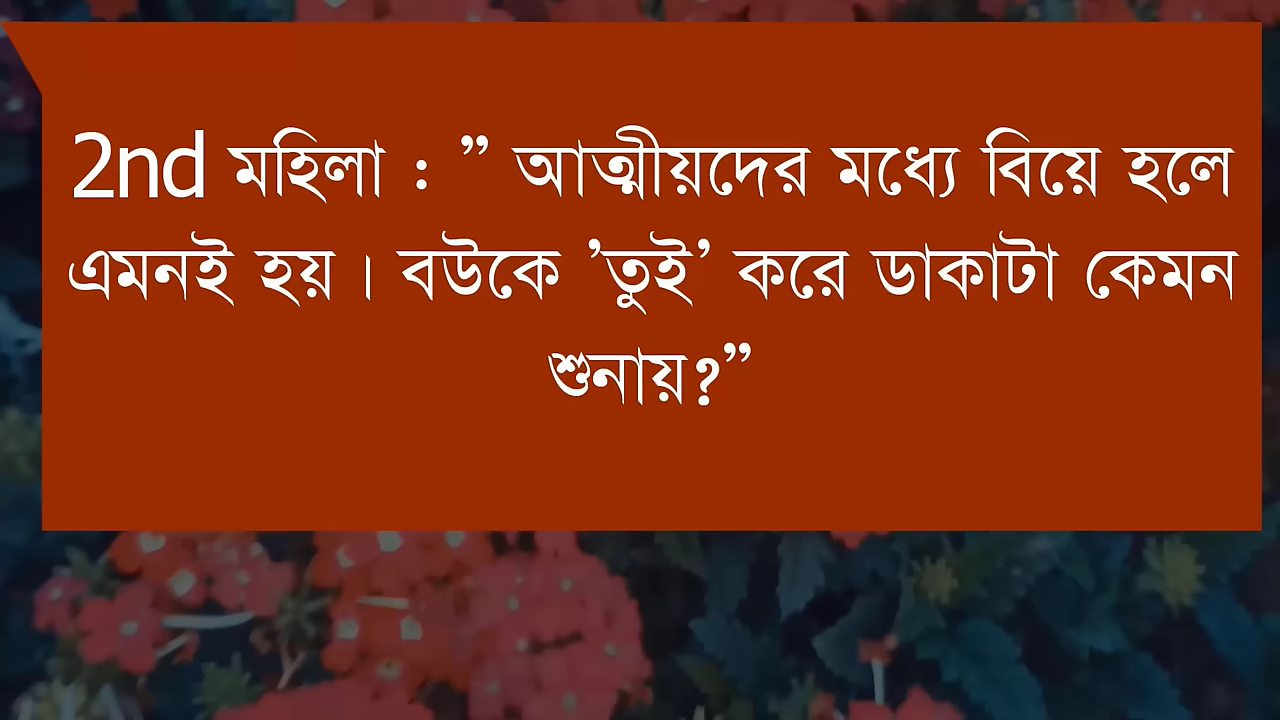 2nd মহিলা : ” আত্মীয়দের মধ্যে বিয়ে হলে
এমনই হয়। বউকে ’তুই’ করে ডাকাটা কেমন
শুনায়?”